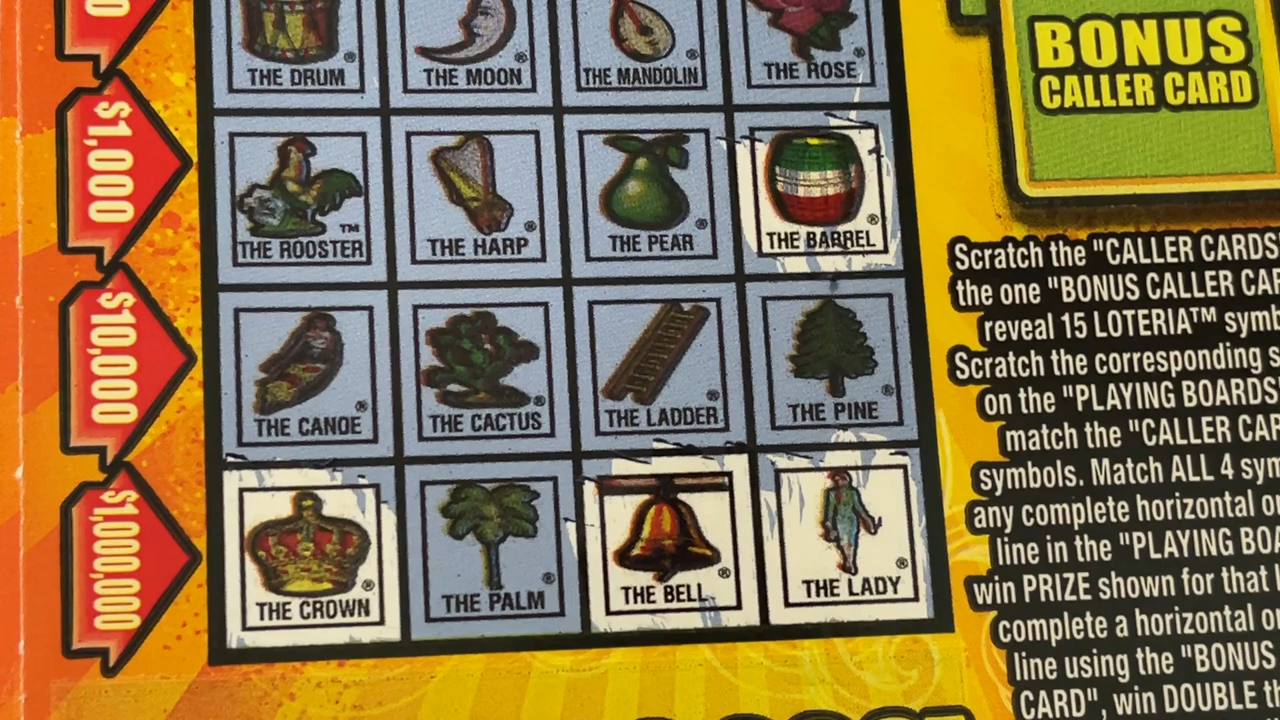 THE DRUM® THE MOON® THE MANDOLIN® THE ROSE®
BONUS
CALLER CARD
$1,000
THE ROOSTER™ THE HARP® THE PEAR® THE BARREL®
$10,000
THE CANOE® THE CACTUS® THE LADDER® THE PINE®
$1,000,000
THE CROWN® THE PALM® THE BELL® THE LADY®
Scratch the "CALLER CARDS
the one "BONUS CALLER CAR
reveal 15 LOTERIA™ symb
Scratch the corresponding s
on the "PLAYING BOARDS
match the "CALLER CAR
symbols. Match ALL 4 sym
any complete horizontal o
line in the "PLAYING BOA
win PRIZE shown for that
complete a horizontal o
line using the "BONUS
CARD", win DOUBLE th